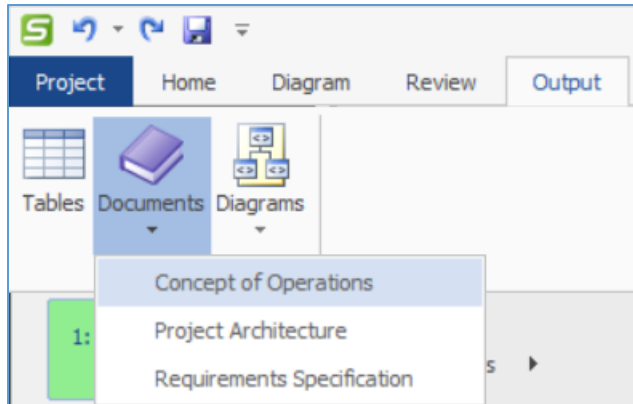 S
Project Home Diagram Review Output
Tables Documents Diagrams
Concept of Operations
1:
Project Architecture
s
Requirements Specification